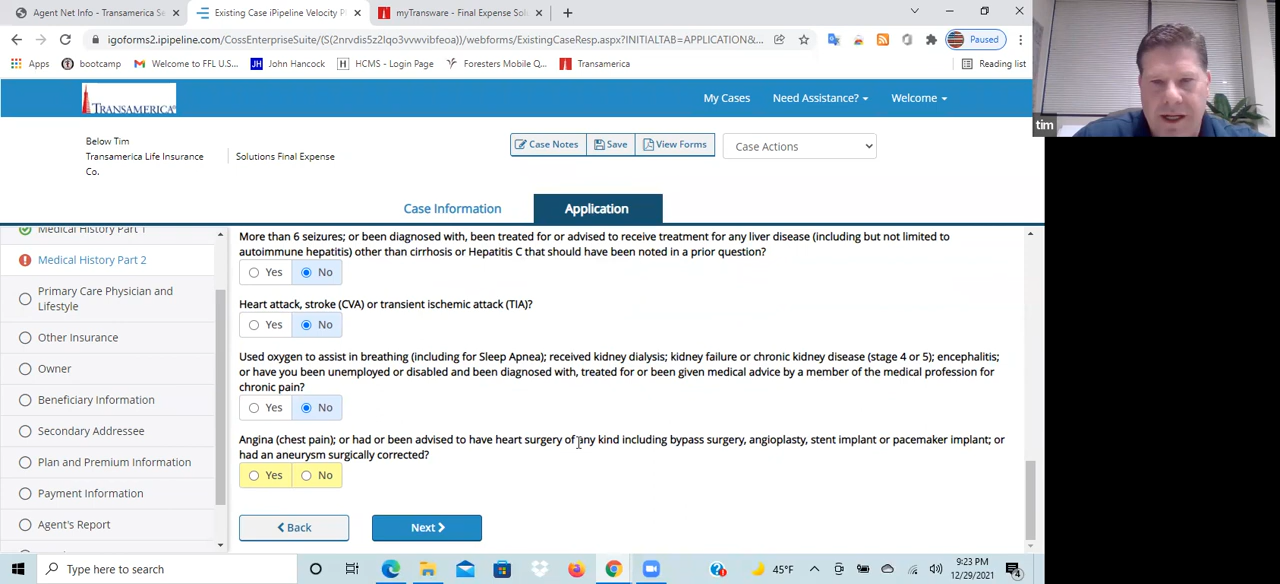 Agent Net Info - Transamerica Se
Existing Case iPipeline Velocity P
myTransware - Final Expense Sol
igoforms2.ipipeline.com/CossEnterpriseSuite/(S(2nrvdis5z2lqo3vwwvibfeoa))/webforms/ExistingCaseResp.aspx?INITIALTAB=APPLICATION&...
Paused
Apps
bootcamp
Welcome to FFL U.S...
JH John Hancock
H HCMS - Login Page
Foresters Mobile Q...
Transamerica
Reading list
TRANSAMERICA
My Cases
Need Assistance?
Welcome
tim
Below Tim
Transamerica Life Insurance
Co.
Solutions Final Expense
Case Notes
Save
View Forms
Case Actions
Case Information
Application
Medical History Part 1
Medical History Part 2
Primary Care Physician and
Lifestyle
Other Insurance
Owner
Beneficiary Information
Secondary Addressee
Plan and Premium Information
Payment Information
Agent's Report
More than 6 seizures; or been diagnosed with, been treated for or advised to receive treatment for any liver disease (including but not limited to
autoimmune hepatitis) other than cirrhosis or Hepatitis C that should have been noted in a prior question?
Yes No
Heart attack, stroke (CVA) or transient ischemic attack (TIA)?
Yes No
Used oxygen to assist in breathing (including for Sleep Apnea); received kidney dialysis; kidney failure or chronic kidney disease (stage 4 or 5); encephalitis;
or have you been unemployed or disabled and been diagnosed with, treated for or been given medical advice by a member of the medical profession for
chronic pain?
Yes No
Angina (chest pain); or had or been advised to have heart surgery of any kind including bypass surgery, angioplasty, stent implant or pacemaker implant; or
had an aneurysm surgically corrected?
Yes No
Back
Next
Type here to search
45°F
9:23 PM
12/29/2021
4